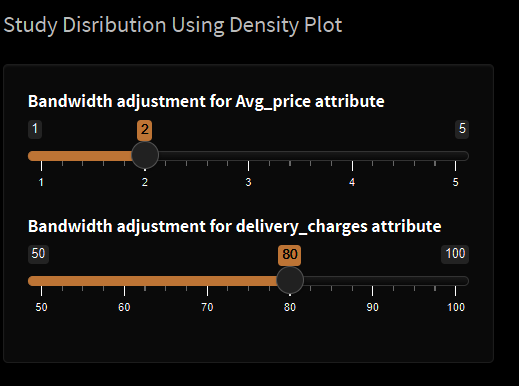 Study Disribution Using Density Plot
Bandwidth adjustment for Avg_price attribute
1 2 5
1 2 3 4 5
Bandwidth adjustment for delivery_charges attribute
50 80 100
50 60 70 80 90 100